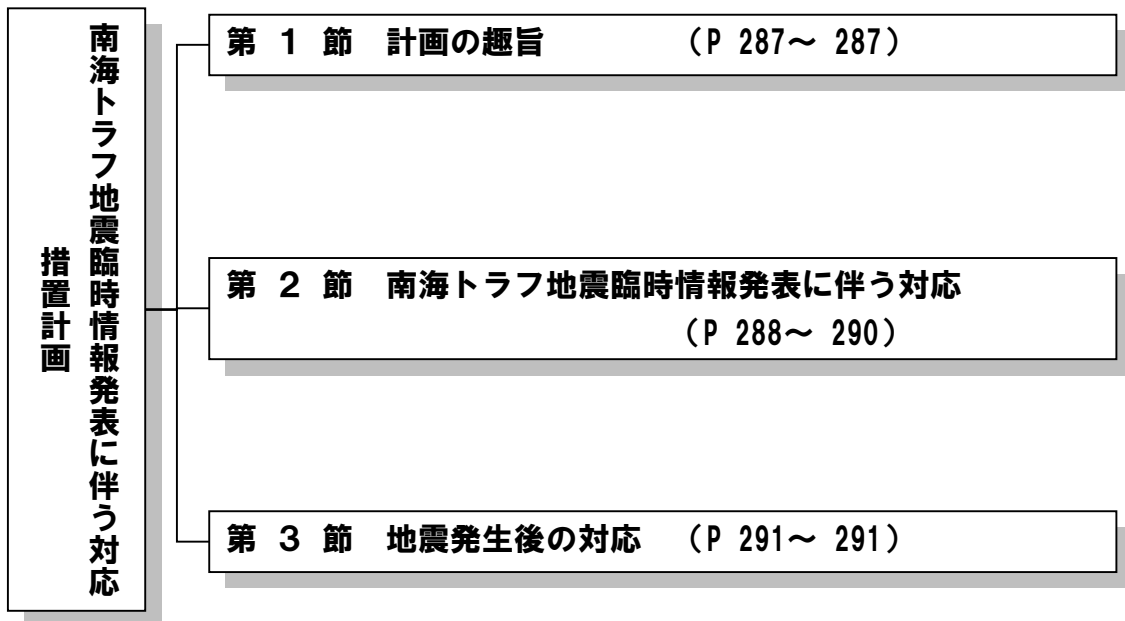 南海トラフ地震臨時情報発表に伴う対応
措置計画
第 1 節 計画の趣旨 (P 287~ 287)
第 2 節 南海トラフ地震臨時情報発表に伴う対応
(P 288~ 290)
第 3 節 地震発生後の対応 (P 291~ 291)